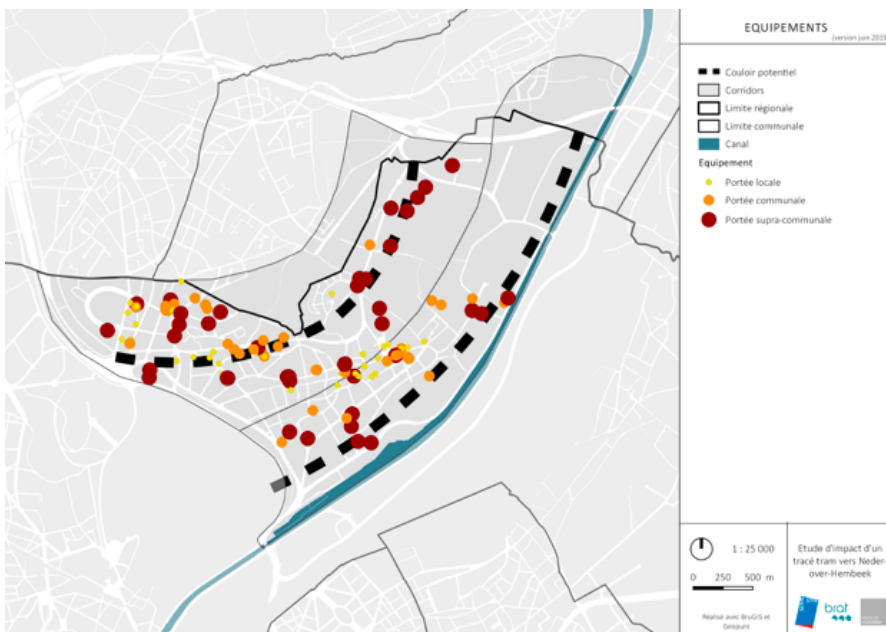 EQUIPEMENTS
(version juin 2019)
Couloir potentiel
Corridors
Limite régionale
Limite communale
Canal
Equipement
Portée locale
Portée communale
Portée supra-communale
1 : 25 000
0 250 500 m
Réalisé avec BruGIS et
Geopunt
Etude d'impact d'un
tracé tram vers Neder-
over-Hembeek
brat